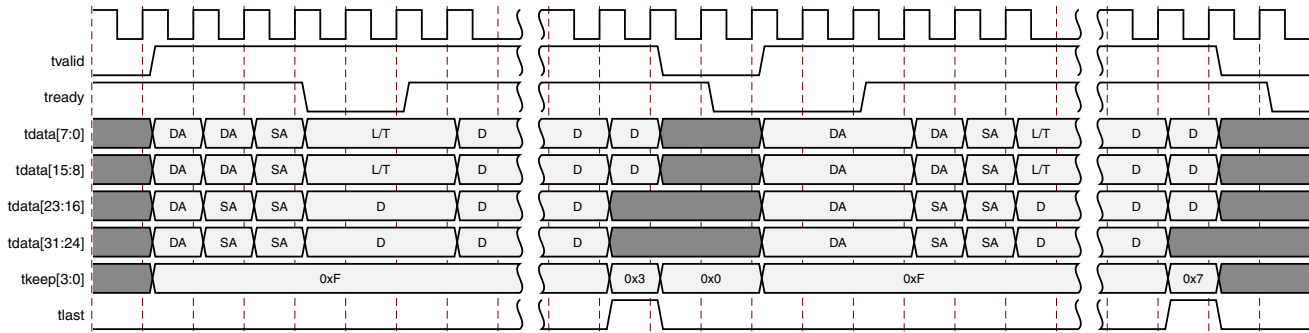 tvalid
tready
tdata[7:0] DA DA SA L/T D D D DA DA SA L/T D D
tdata[15:8] DA DA SA L/T D D D DA DA SA L/T D D
tdata[23:16] DA SA SA D D D DA SA SA D D D
tdata[31:24] DA SA SA D D D DA SA SA D D
tkeep[3:0] 0xF 0x3 0x0 0xF 0x7
tlast